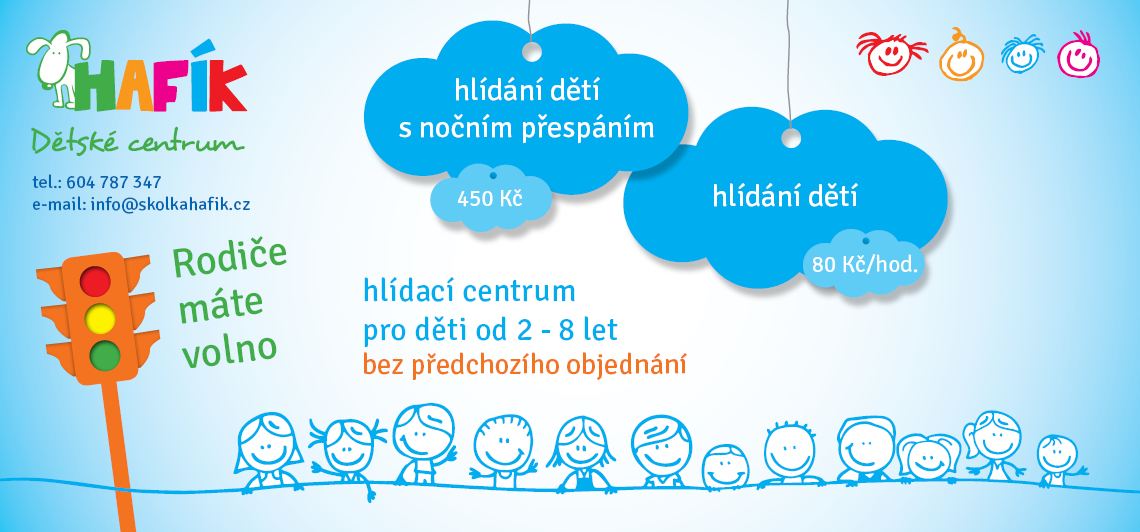 HAFÍK
Dětské centrum
tel.: 604 787 347
e-mail: info@skolkahafik.cz
Rodiče
máte
volno
hlídání dětí
s nočním přespáním
450 Kč
hlídání dětí
80 Kč/hod.
hlídací centrum
pro děti od 2 - 8 let
bez předchozího objednání